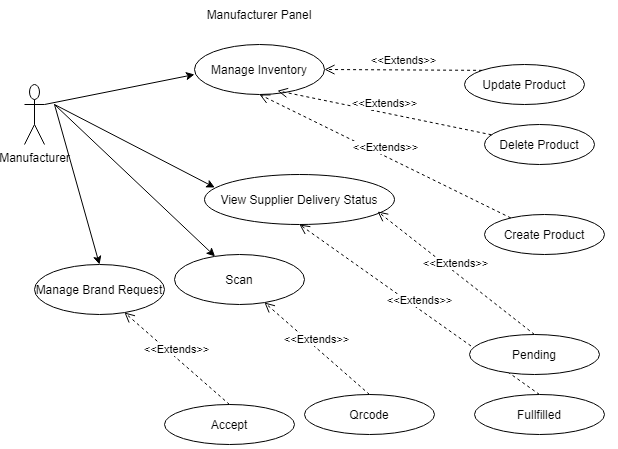 Manufacturer Panel
<<Extends>>
Manage Inventory
Update Product
<<Extends>>
Delete Product
<<Extends>>
Manufacturer
View Supplier Delivery Status
Create Product
<<Extends>>
Manage Brand Request
Scan
<<Extends>>
<<Extends>>
<<Extends>>
Pending
Accept
Qrcode
Fullfilled